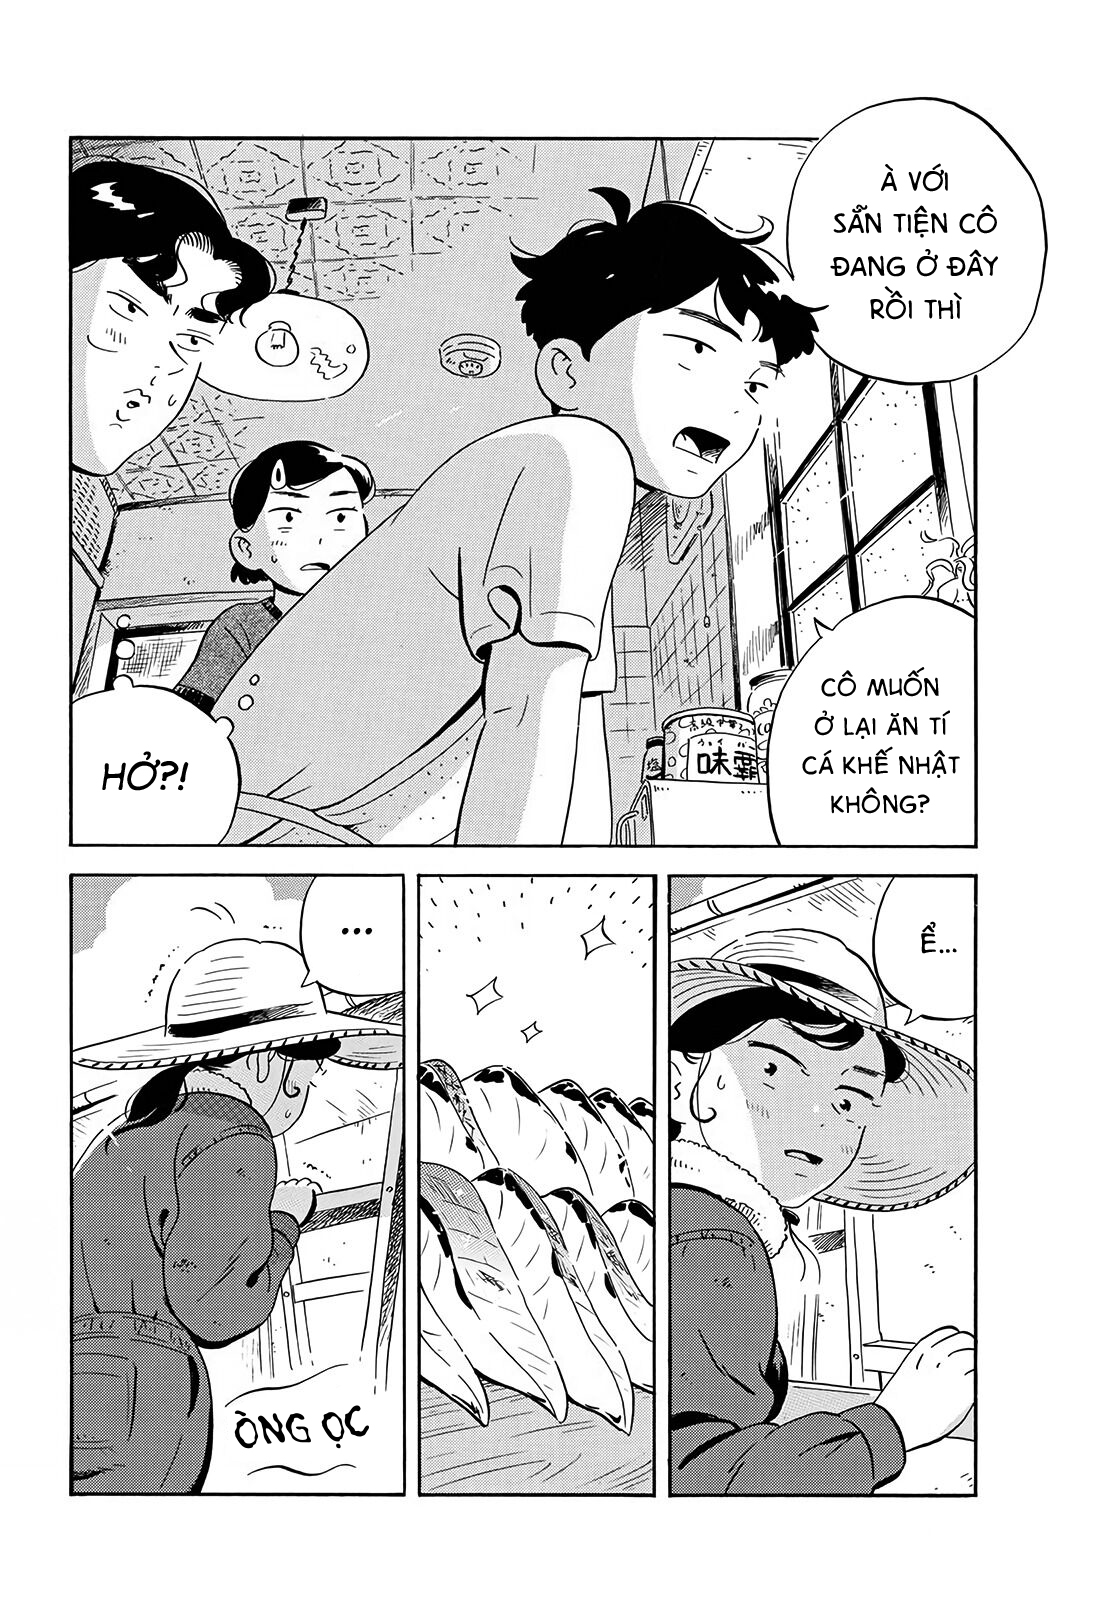 À VỚI
SẴN TIỆN CÔ
ĐANG Ở ĐÂY
RỒI THÌ
HỞ?!
CÔ MUỐN
Ở LẠI ĂN TÍ
CÁ KHẾ NHẬT
KHÔNG?
味覇
塩
...
ÒNG ỌC
Ể...